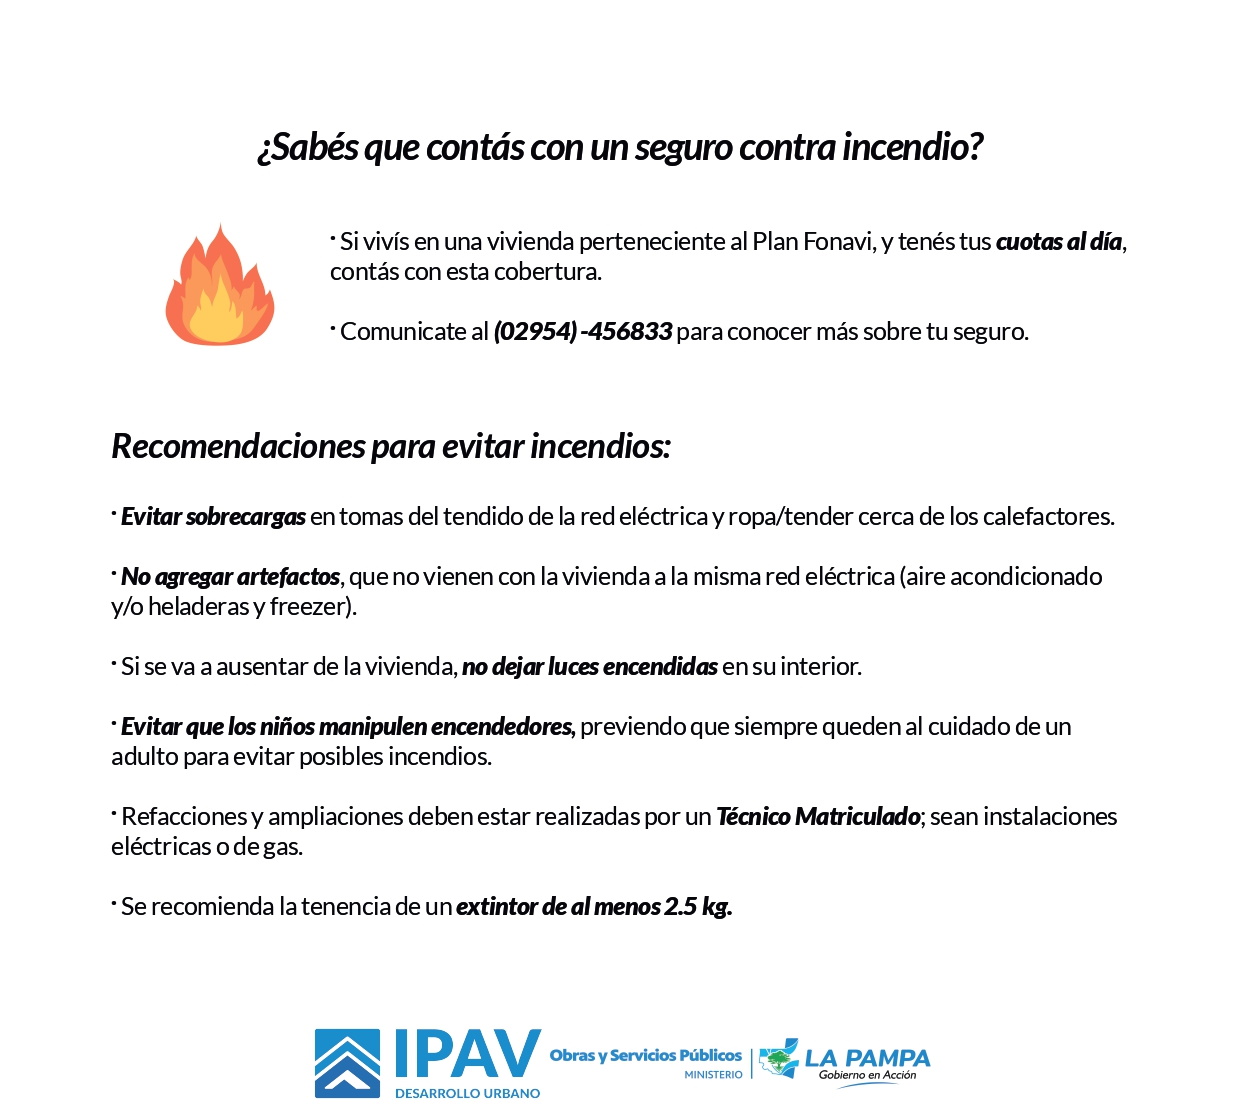 ¿Sabés que contás con un seguro contra incendio?
· Si vivís en una vivienda perteneciente al Plan Fonavi, y tenés tus cuotas al día,
contás con esta cobertura.
· Comunicate al (02954) -456833 para conocer más sobre tu seguro.
Recomendaciones para evitar incendios:
· Evitar sobrecargas en tomas del tendido de la red eléctrica y ropa/tender cerca de los calefactores.
· No agregar artefactos, que no vienen con la vivienda a la misma red eléctrica (aire acondicionado
y/o heladeras y freezer).
· Si se va a ausentar de la vivienda, no dejar luces encendidas en su interior.
· Evitar que los niños manipulen encendedores, previendo que siempre queden al cuidado de un
adulto para evitar posibles incendios.
· Refacciones y ampliaciones deben estar realizadas por un Técnico Matriculado; sean instalaciones
eléctricas o de gas.
· Se recomienda la tenencia de un extintor de al menos 2.5 kg.
IPAV
DESARROLLO URBANO
Obras y Servicios Públicos
MINISTERIO
LA PAMPA
Gobierno en Acción